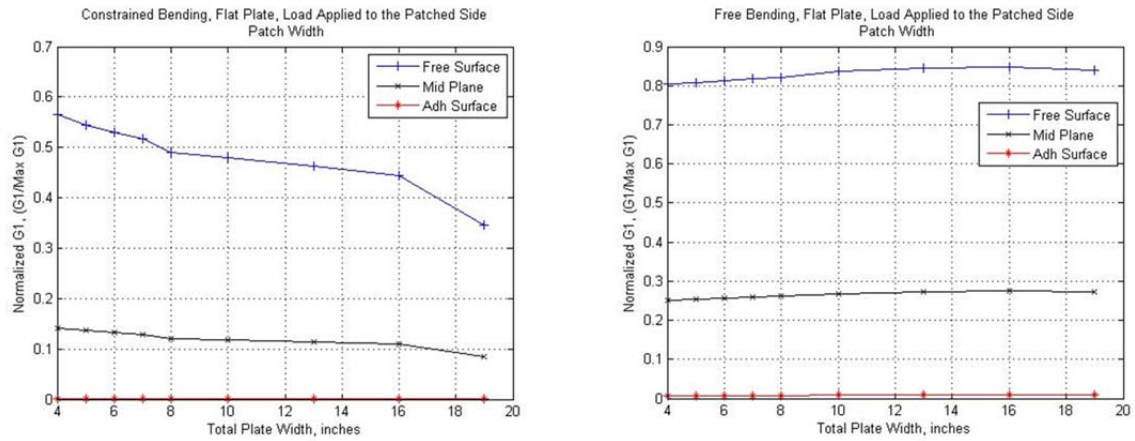 Constrained Bending, Flat Plate, Load Applied to the Patched Side
Patch Width
0.7
0.6
0.5
0.4
0.3
0.2
0.1
0
Normalized G1, (G1/Max G1)
Free Surface
Mid Plane
Adh Surface
4 6 8 10 12 14 16 18 20
Total Plate Width, inches
Free Bending, Flat Plate, Load Applied to the Patched Side
Patch Width
0.9
0.8
0.7
0.6
0.5
0.4
0.3
0.2
0.1
0
Normalized G1, (G1/Max G1)
Free Surface
Mid Plane
Adh Surface
4 6 8 10 12 14 16 18 20
Total Plate Width, inches